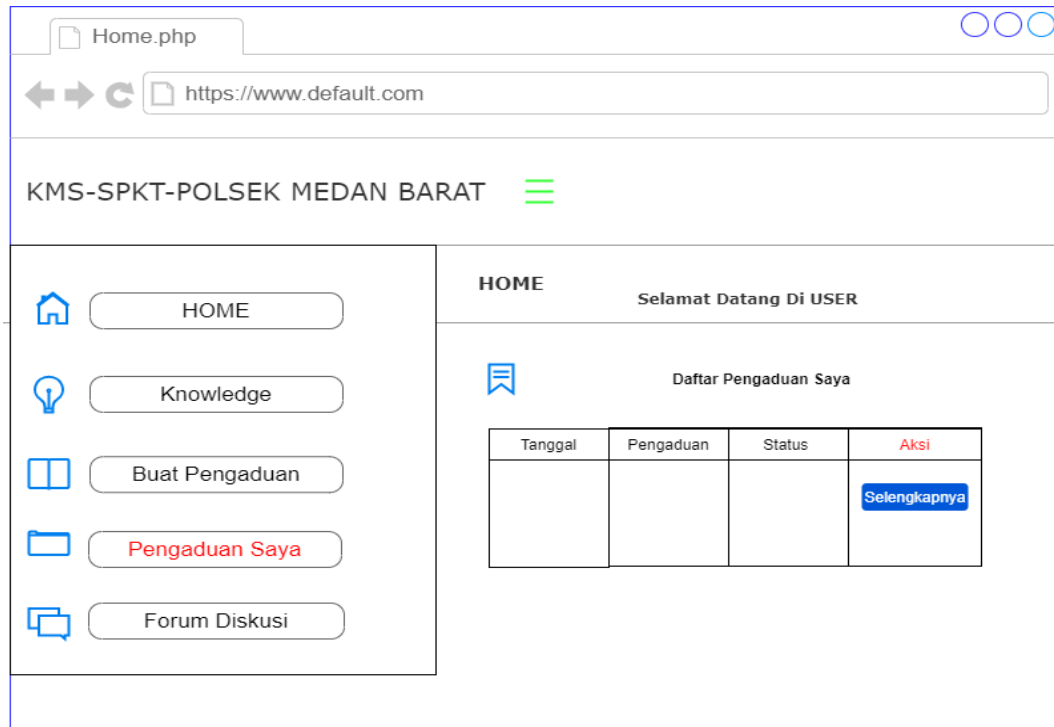 Home.php
https://www.default.com
KMS-SPKT-POLSEK MEDAN BARAT
HOME
Knowledge
Buat Pengaduan
Pengaduan Saya
Forum Diskusi
HOME
Selamat Datang Di USER
Daftar Pengaduan Saya
Tanggal Pengaduan Status Aksi
Selengkapnya